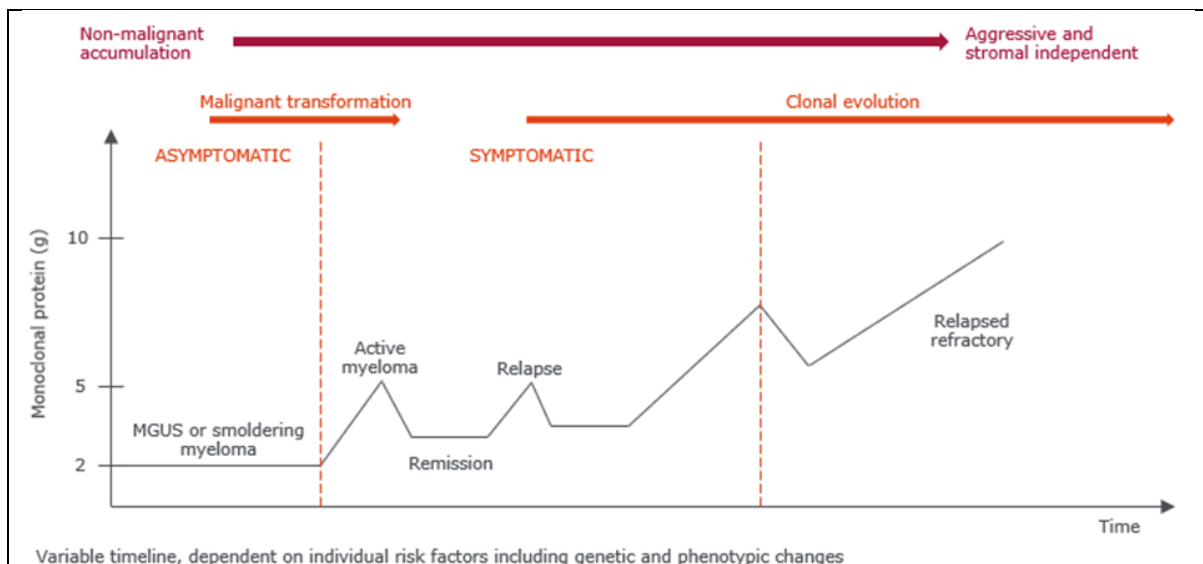 Non-malignant
accumulation
Aggressive and
stromal independent
Malignant transformation
Clonal evolution
ASYMPTOMATIC
SYMPTOMATIC
Monodonal protein (g)
10
5
2
MGUS or smoldering
myeloma
Active
myeloma
Remission
Relapse
Relapsed
refractory
Time
Variable timeline, dependent on individual risk factors including genetic and phenotypic changes